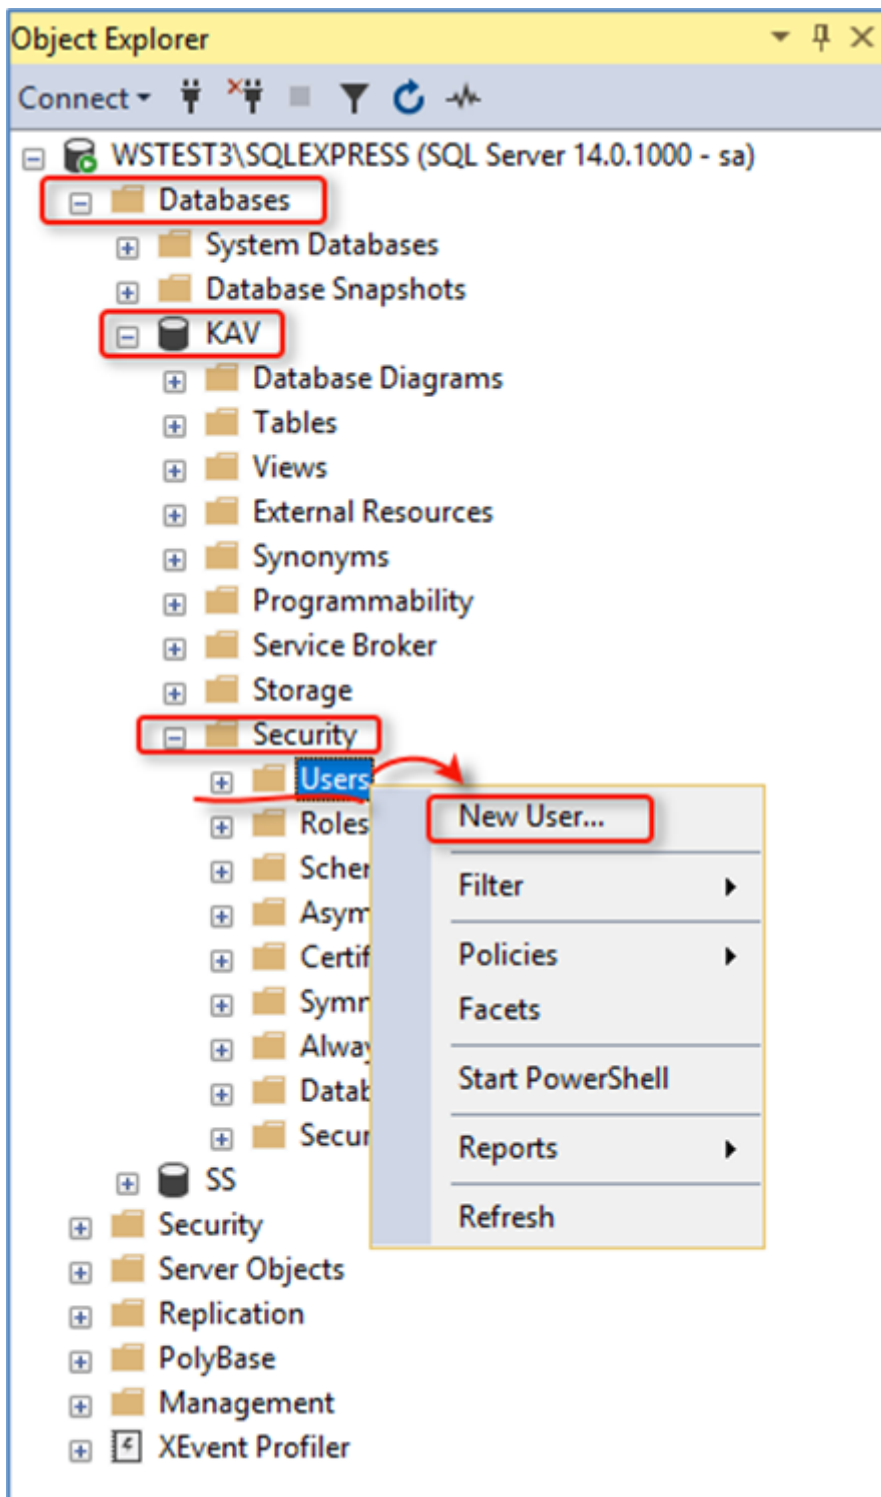 Object Explorer
Connect
WSTEST3\SQLEXPRESS (SQL Server 14.0.1000 - sa)
Databases
System Databases
Database Snapshots
KAV
Database Diagrams
Tables
Views
External Resources
Synonyms
Programmability
Service Broker
Storage
Security
Users
New User...
Roles
Filter
Policies
Facets
Start PowerShell
Reports
Refresh
SS
Security
Server Objects
Replication
PolyBase
Management
XEvent Profiler